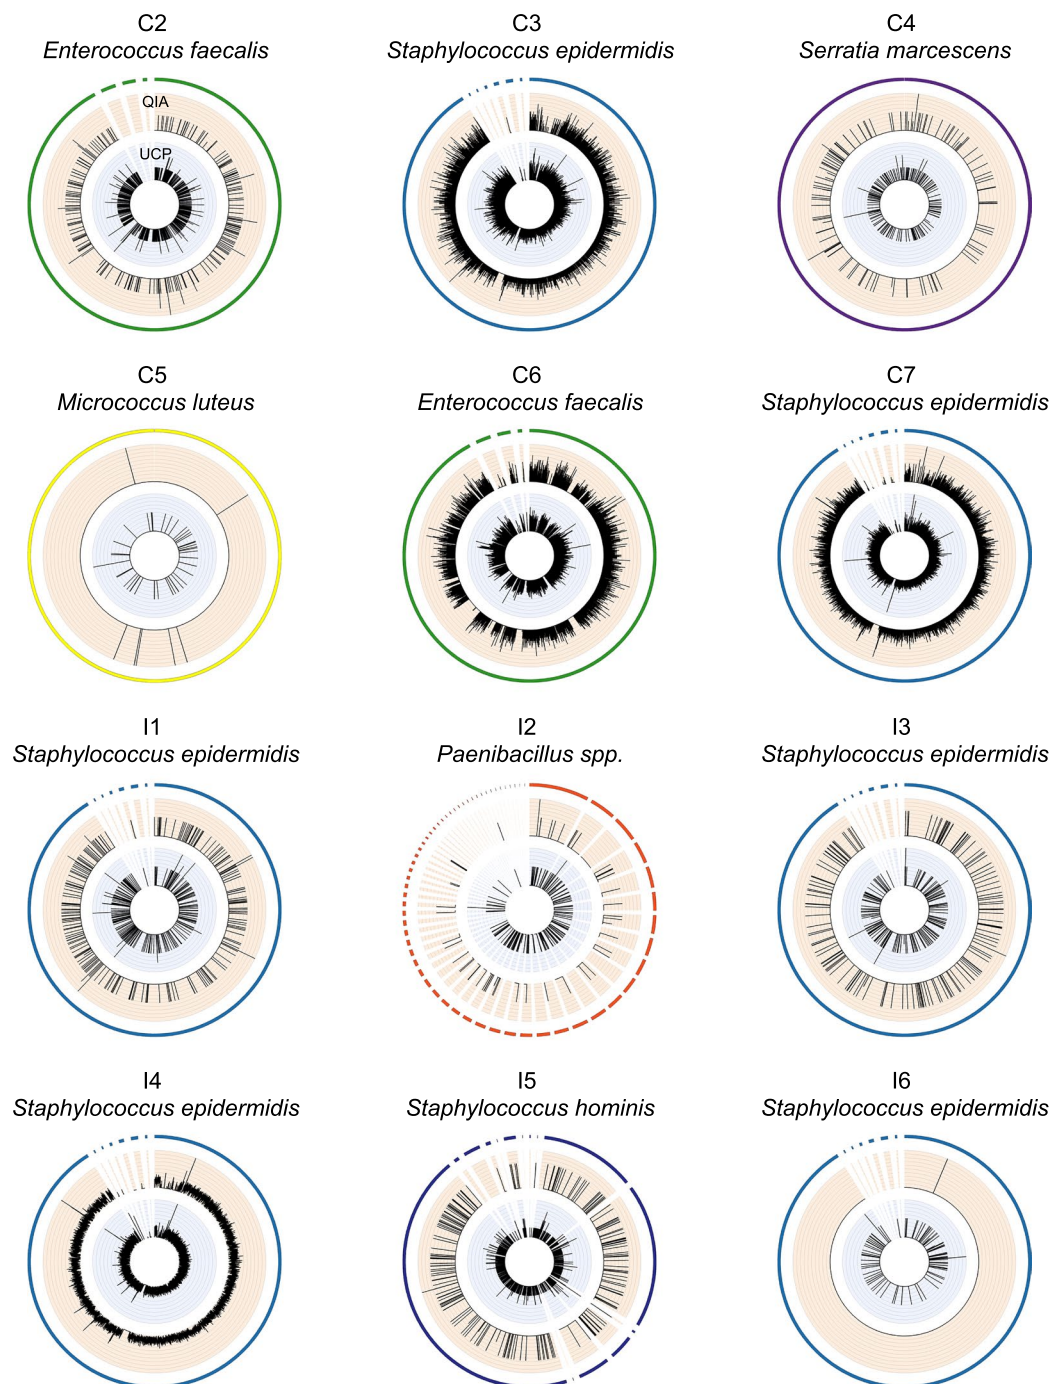 C2
Enterococcus faecalis
QIA
UCP
C3
Staphylococcus epidermidis
C4
Serratia marcescens
C5
Micrococcus luteus
C6
Enterococcus faecalis
C7
Staphylococcus epidermidis
I1
Staphylococcus epidermidis
I2
Paenibacillus spp.
I3
Staphylococcus epidermidis
I4
Staphylococcus epidermidis
I5
Staphylococcus hominis
I6
Staphylococcus epidermidis